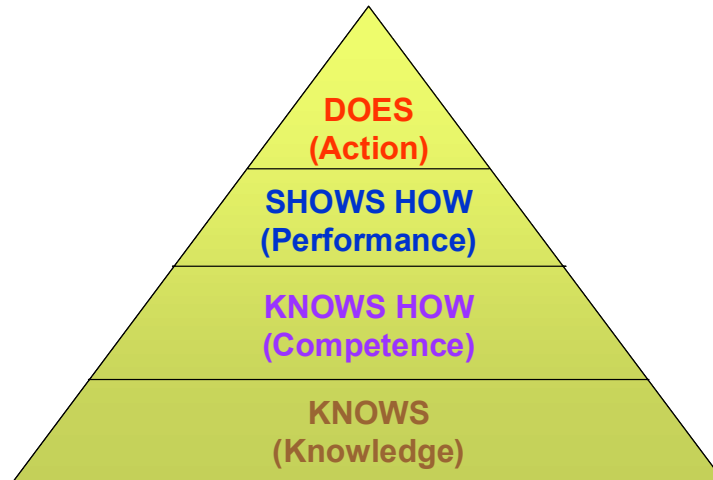 DOES
(Action)
SHOWS HOW
(Performance)
KNOWS HOW
(Competence)
KNOWS
(Knowledge)